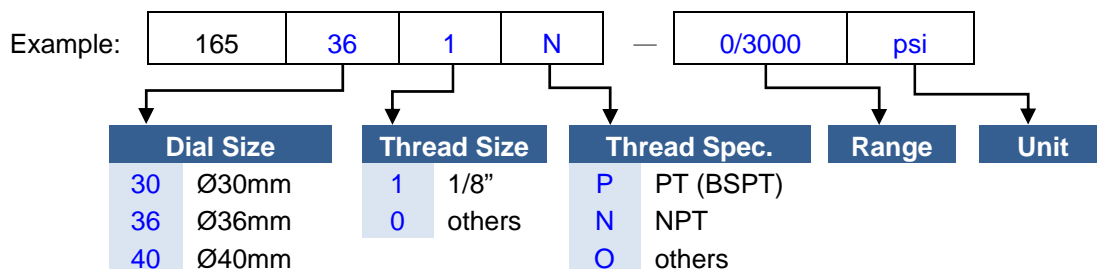 Example: 165 36 1 N — 0/3000 psi
Dial Size Thread Size Thread Spec. Range Unit
30 Ø30mm 1 1/8” P PT (BSPT)
36 Ø36mm 0 others N NPT
40 Ø40mm O others